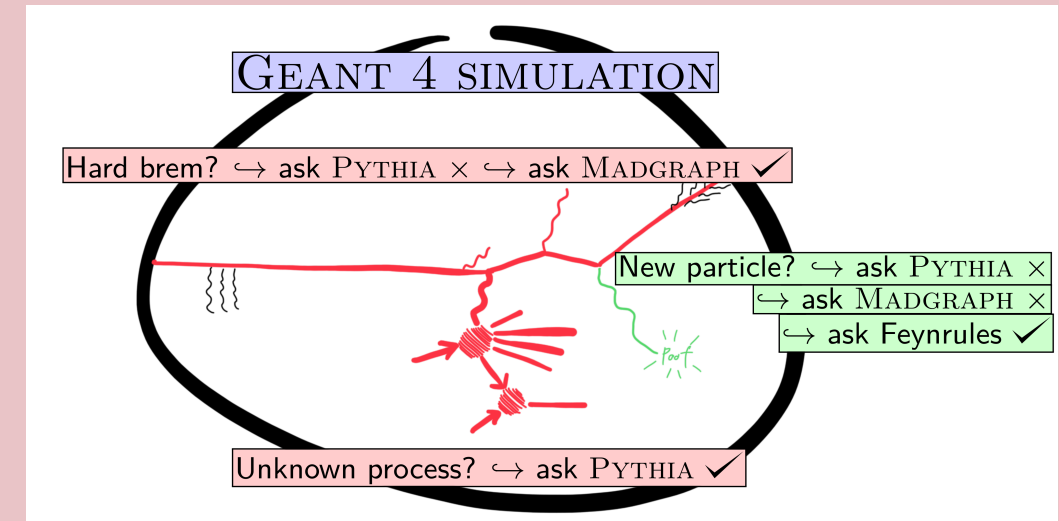 GEANT 4 SIMULATION
Hard brem? ↪ ask PYTHIA × ↪ ask MADGRAPH ✓
New particle? ↪ ask PYTHIA ×
↪ ask MADGRAPH ×
↪ ask Feynrules ✓
Poof
Unknown process? ↪ ask PYTHIA ✓